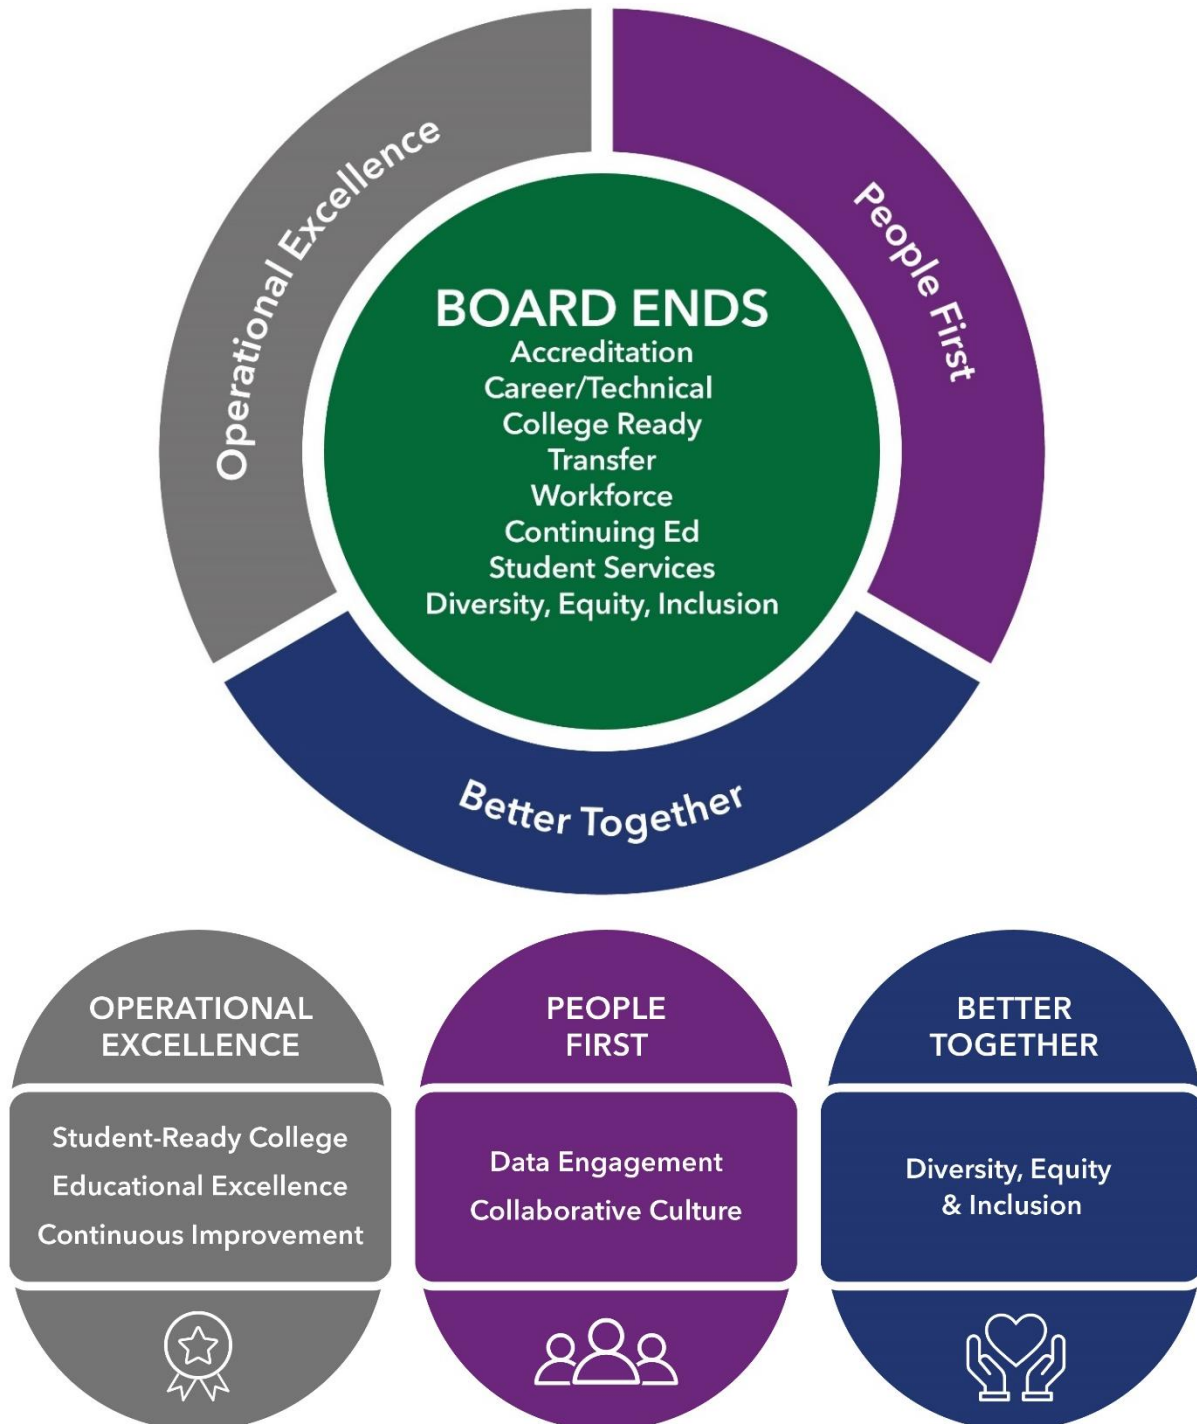 Operational Excellence
People First
BOARD ENDS
Accreditation
Career/Technical
College Ready
Transfer
Workforce
Continuing Ed
Student Services
Diversity, Equity, Inclusion
Better Together
OPERATIONAL
EXCELLENCE
Student-Ready College
Educational Excellence
Continuous Improvement
PEOPLE
FIRST
Data Engagement
Collaborative Culture
BETTER
TOGETHER
Diversity, Equity
& Inclusion